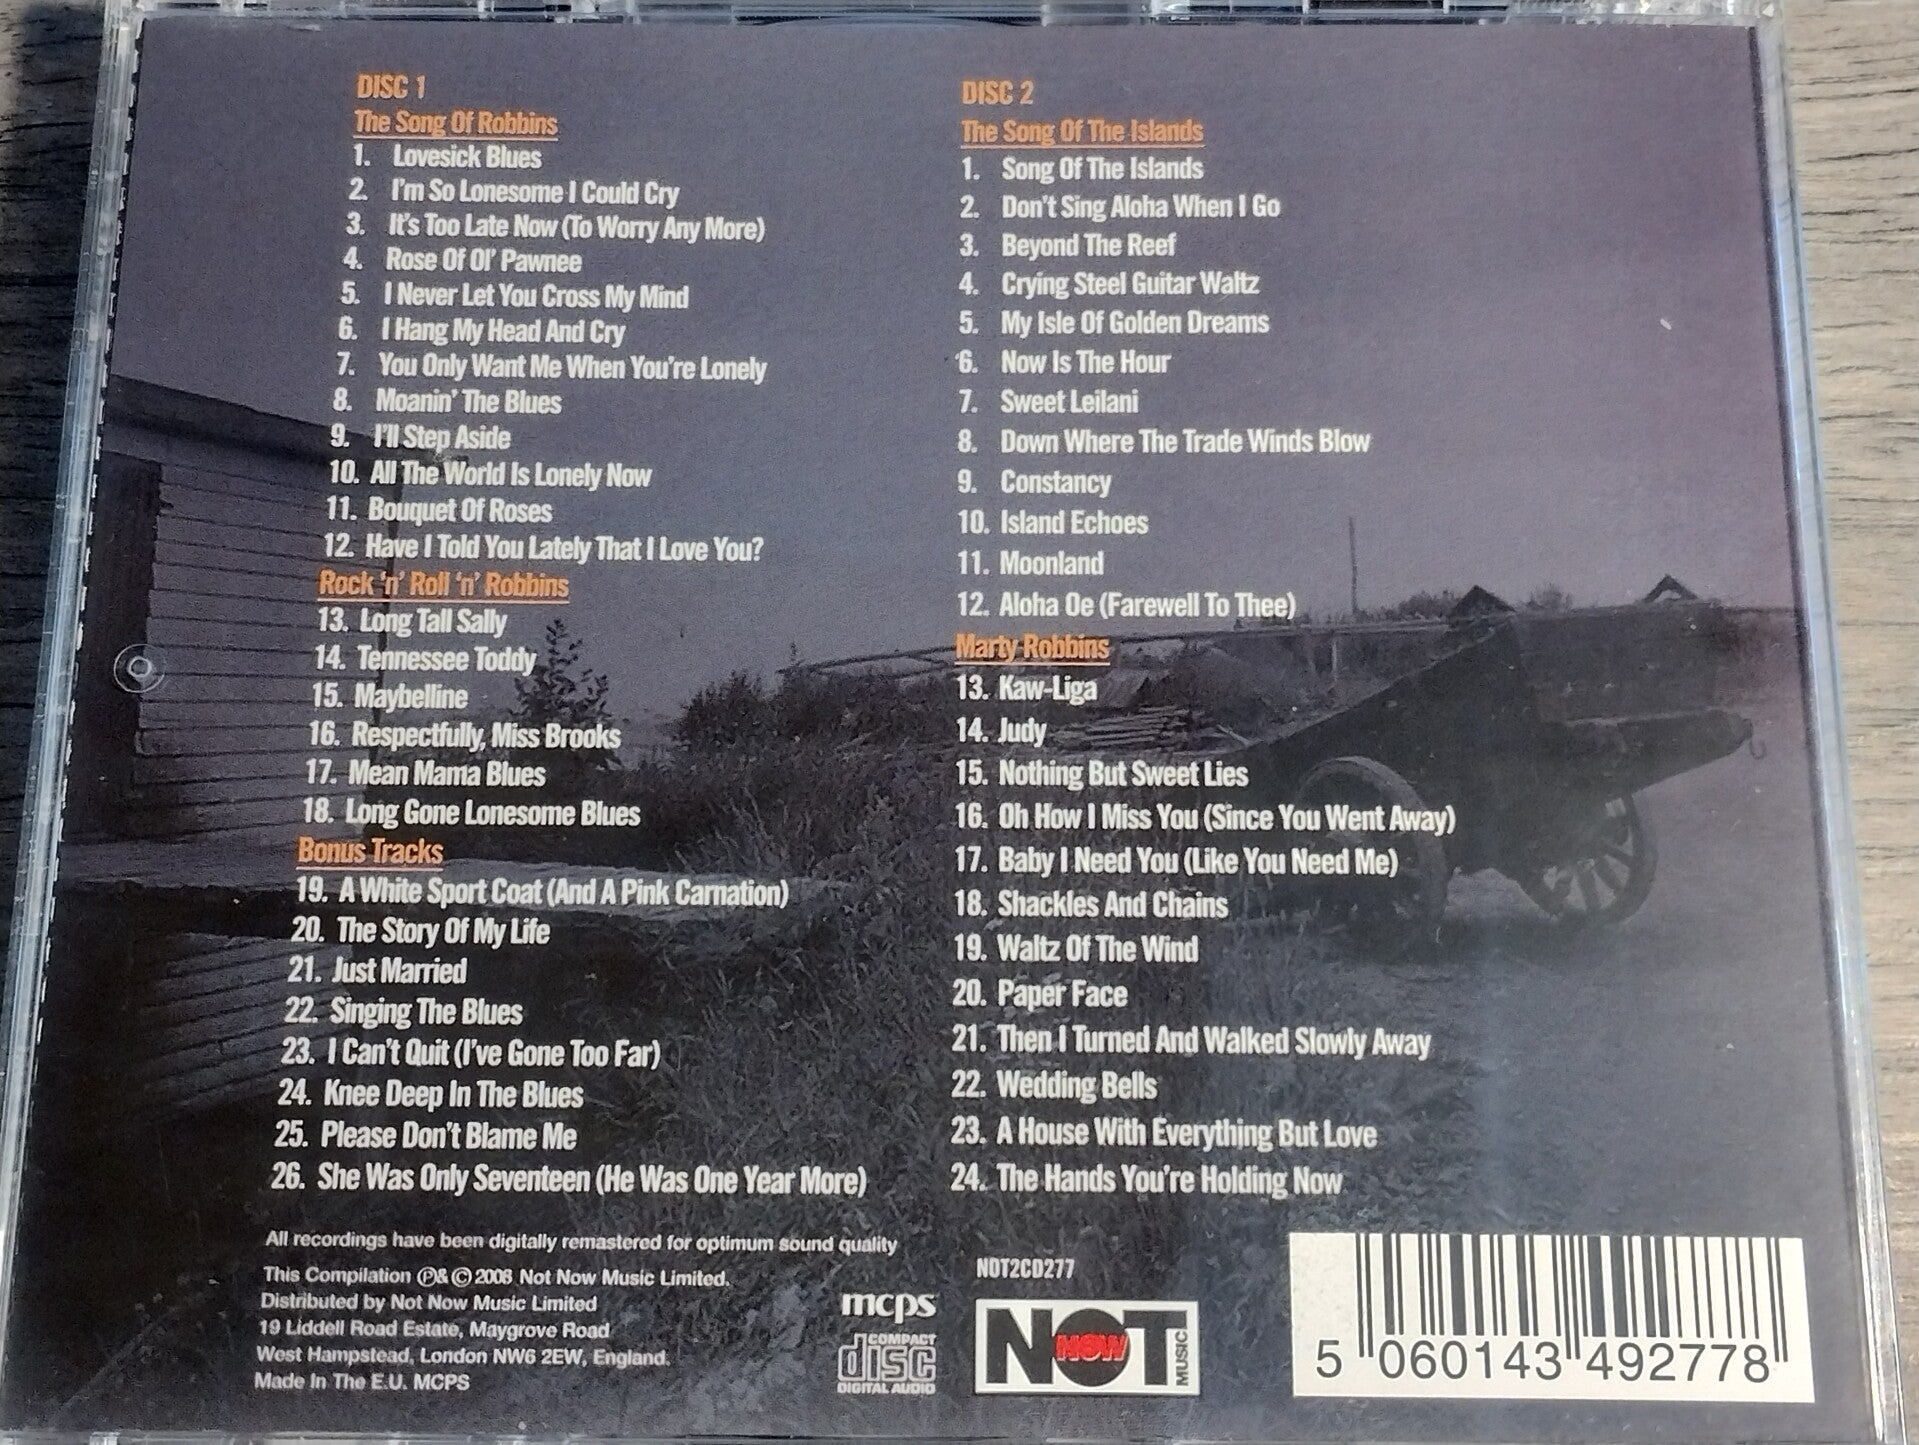 DISC 1
The Song Of Robbins
1. Lovesick Blues
2. I'm So Lonesome I Could Cry
3. It's Too Late Now (To Worry Any More)
4. Rose Of Ol' Pawnee
5. I Never Let You Cross My Mind
6. I Hang My Head And Cry
7. You Only Want Me When You're Lonely
8. Moanin' The Blues
9. I'll Step Aside
10. All The World Is Lonely Now
11. Bouquet Of Roses
12. Have I Told You Lately That I Love You?
Rock 'n' Roll 'n' Robbins
13. Long Tall Sally
14. Tennessee Toddy
15. Maybelline
16. Respectfully, Miss Brooks
17. Mean Mama Blues
18. Long Gone Lonesome Blues
Bonus Tracks
19. A White Sport Coat (And A Pink Carnation)
20. The Story Of My Life
21. Just Married
22. Singing The Blues
23. I Can't Quit (I've Gone Too Far)
24. Knee Deep In The Blues
25. Please Don't Blame Me
26. She Was Only Seventeen (He Was One Year More)
DISC 2
The Song Of The Islands
1. Song Of The Islands
2. Don't Sing Aloha When I Go
3. Beyond The Reef
4. Crying Steel Guitar Waltz
5. My Isle Of Golden Dreams
6. Now Is The Hour
7. Sweet Leilani
8. Down Where The Trade Winds Blow
9. Constancy
10. Island Echoes
11. Moonland
12. Aloha Oe (Farewell To Thee)
Marty Robbins
13. Kaw-Liga
14. Judy
15. Nothing But Sweet Lies
16. Oh How I Miss You (Since You Went Away)
17. Baby I Need You (Like You Need Me)
18. Shackles And Chains
19. Waltz Of The Wind
20. Paper Face
21. Then I Turned And Walked Slowly Away
22. Wedding Bells
23. A House With Everything But Love
24. The Hands You're Holding Now
All recordings have been digitally remastered for optimum sound quality
This Compilation ℗&© 2008 Not Now Music Limited.
Distributed by Not Now Music Limited
19 Liddell Road Estate, Maygrove Road
West Hampstead, London NW6 2EW, England.
Made In The E.U. MCPS
mcps
COMPACT
disc
DIGITAL AUDIO
NOT2CD277
NOT NOW MUSIC
5 060143 492778